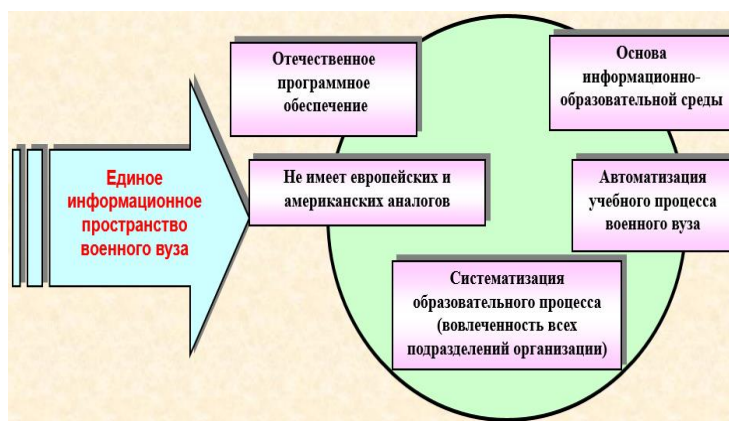 Единое
информационное
пространство
военного вуза
Отечественное
программное
обеспечение
Основа
информационно-
образовательной среды
Не имеет европейских и
американских аналогов
Автоматизация
учебного процесса
военного вуза
Систематизация
образовательного процесса
(вовлеченность всех
подразделений организации)